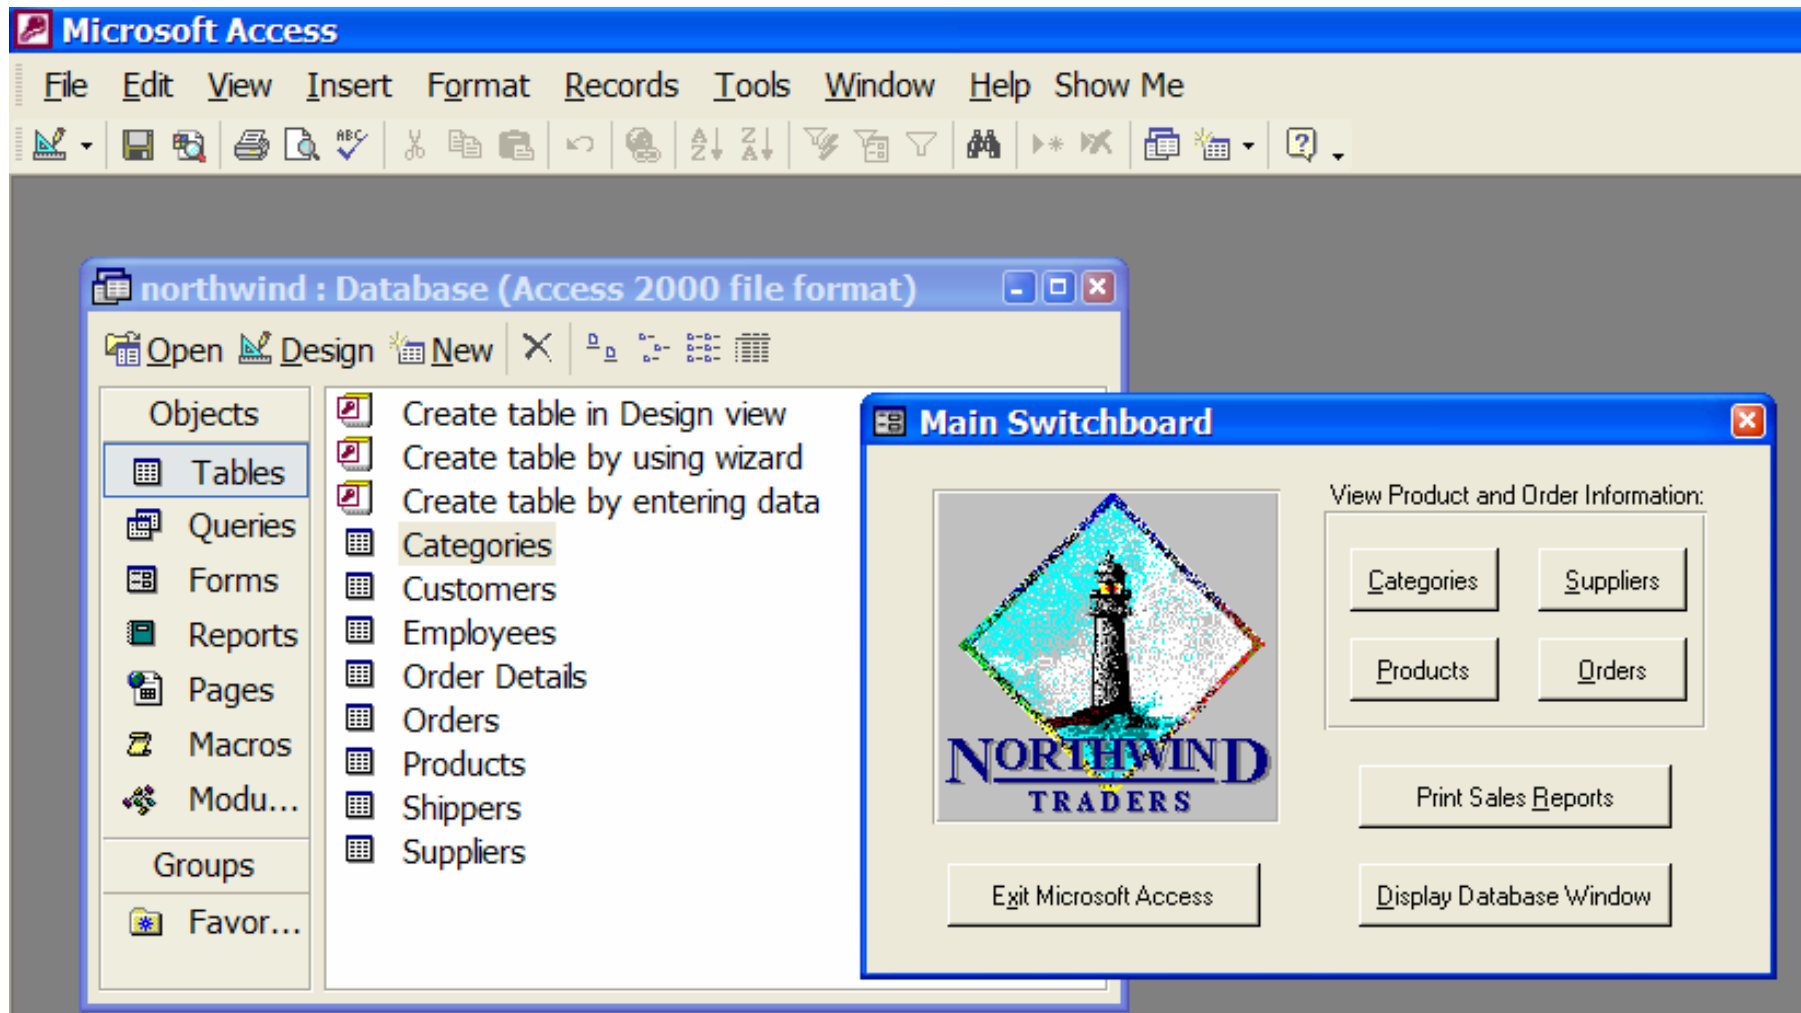 Microsoft Access
File Edit View Insert Format Records Tools Window Help Show Me
northwind : Database (Access 2000 file format)
Open Design New
Objects
Tables
Queries
Forms
Reports
Pages
Macros
Modu...
Groups
Favor...
Create table in Design view
Create table by using wizard
Create table by entering data
Categories
Customers
Employees
Order Details
Orders
Products
Shippers
Suppliers
Main Switchboard
NORTHWIND
TRADERS
View Product and Order Information:
Categories Suppliers
Products Orders
Print Sales Reports
Exit Microsoft Access
Display Database Window